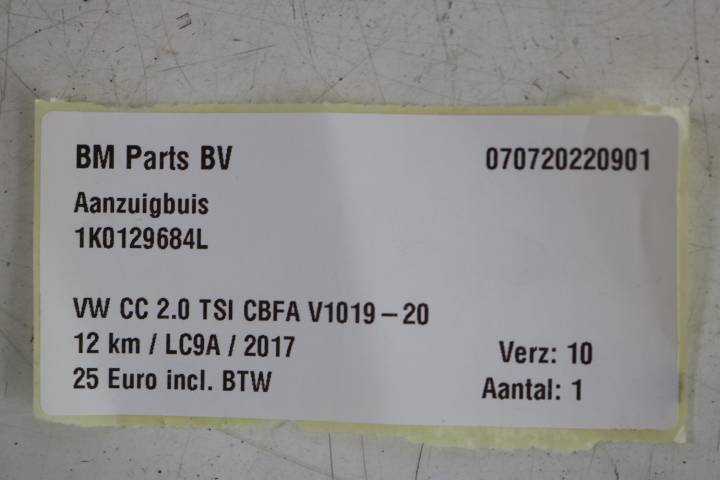 BM Parts BV 070720220901
Aanzuigbuis
1K0129684L
VW CC 2.0 TSI CBFA V1019-20
12 km / LC9A / 2017 Verz: 10
25 Euro incl. BTW Aantal: 1